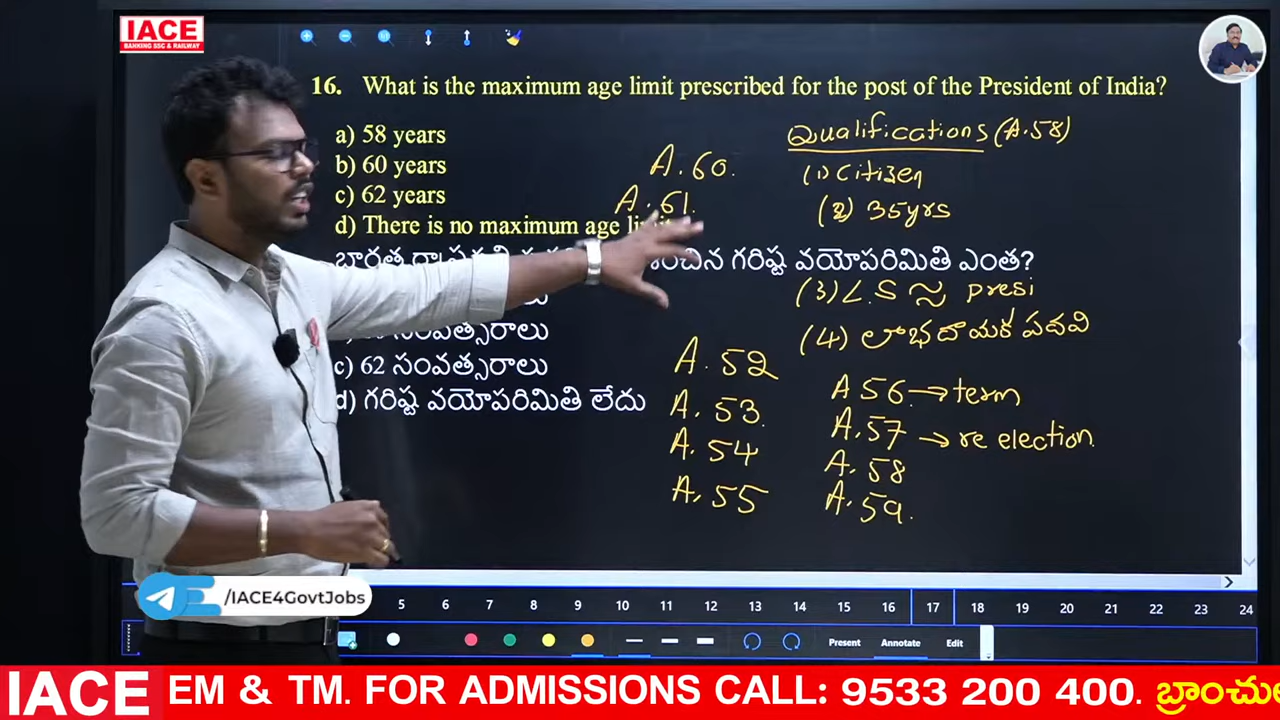 IACE
BANKING SSC & RAILWAY
16. What is the maximum age limit prescribed for the post of the President of India?
a) 58 years
b) 60 years
c) 62 years
d) There is no maximum age limit
A.60.
A.61.
Qualifications (A.58)
(1) Citizen
(2) 35yrs
భారత గరిష్ట వయోపరిమితి ఎంత?
(3) L.S presi
(4) లాభదాయక పదవి
సంవత్సరాలు
c) 62 సంవత్సరాలు
d) గరిష్ట వయోపరిమితి లేదు
A.52
A.53.
A.54
A.55
A 56 → term
A.57 → re election.
A.58
A.59.
/IACE4GovtJobs
5 6 7 8 9 10 11 12 13 14 15 16 17 18 19 20 21 22 23 24
Present Annotate Edit
IACE EM & TM. FOR ADMISSIONS CALL: 9533 200 400.